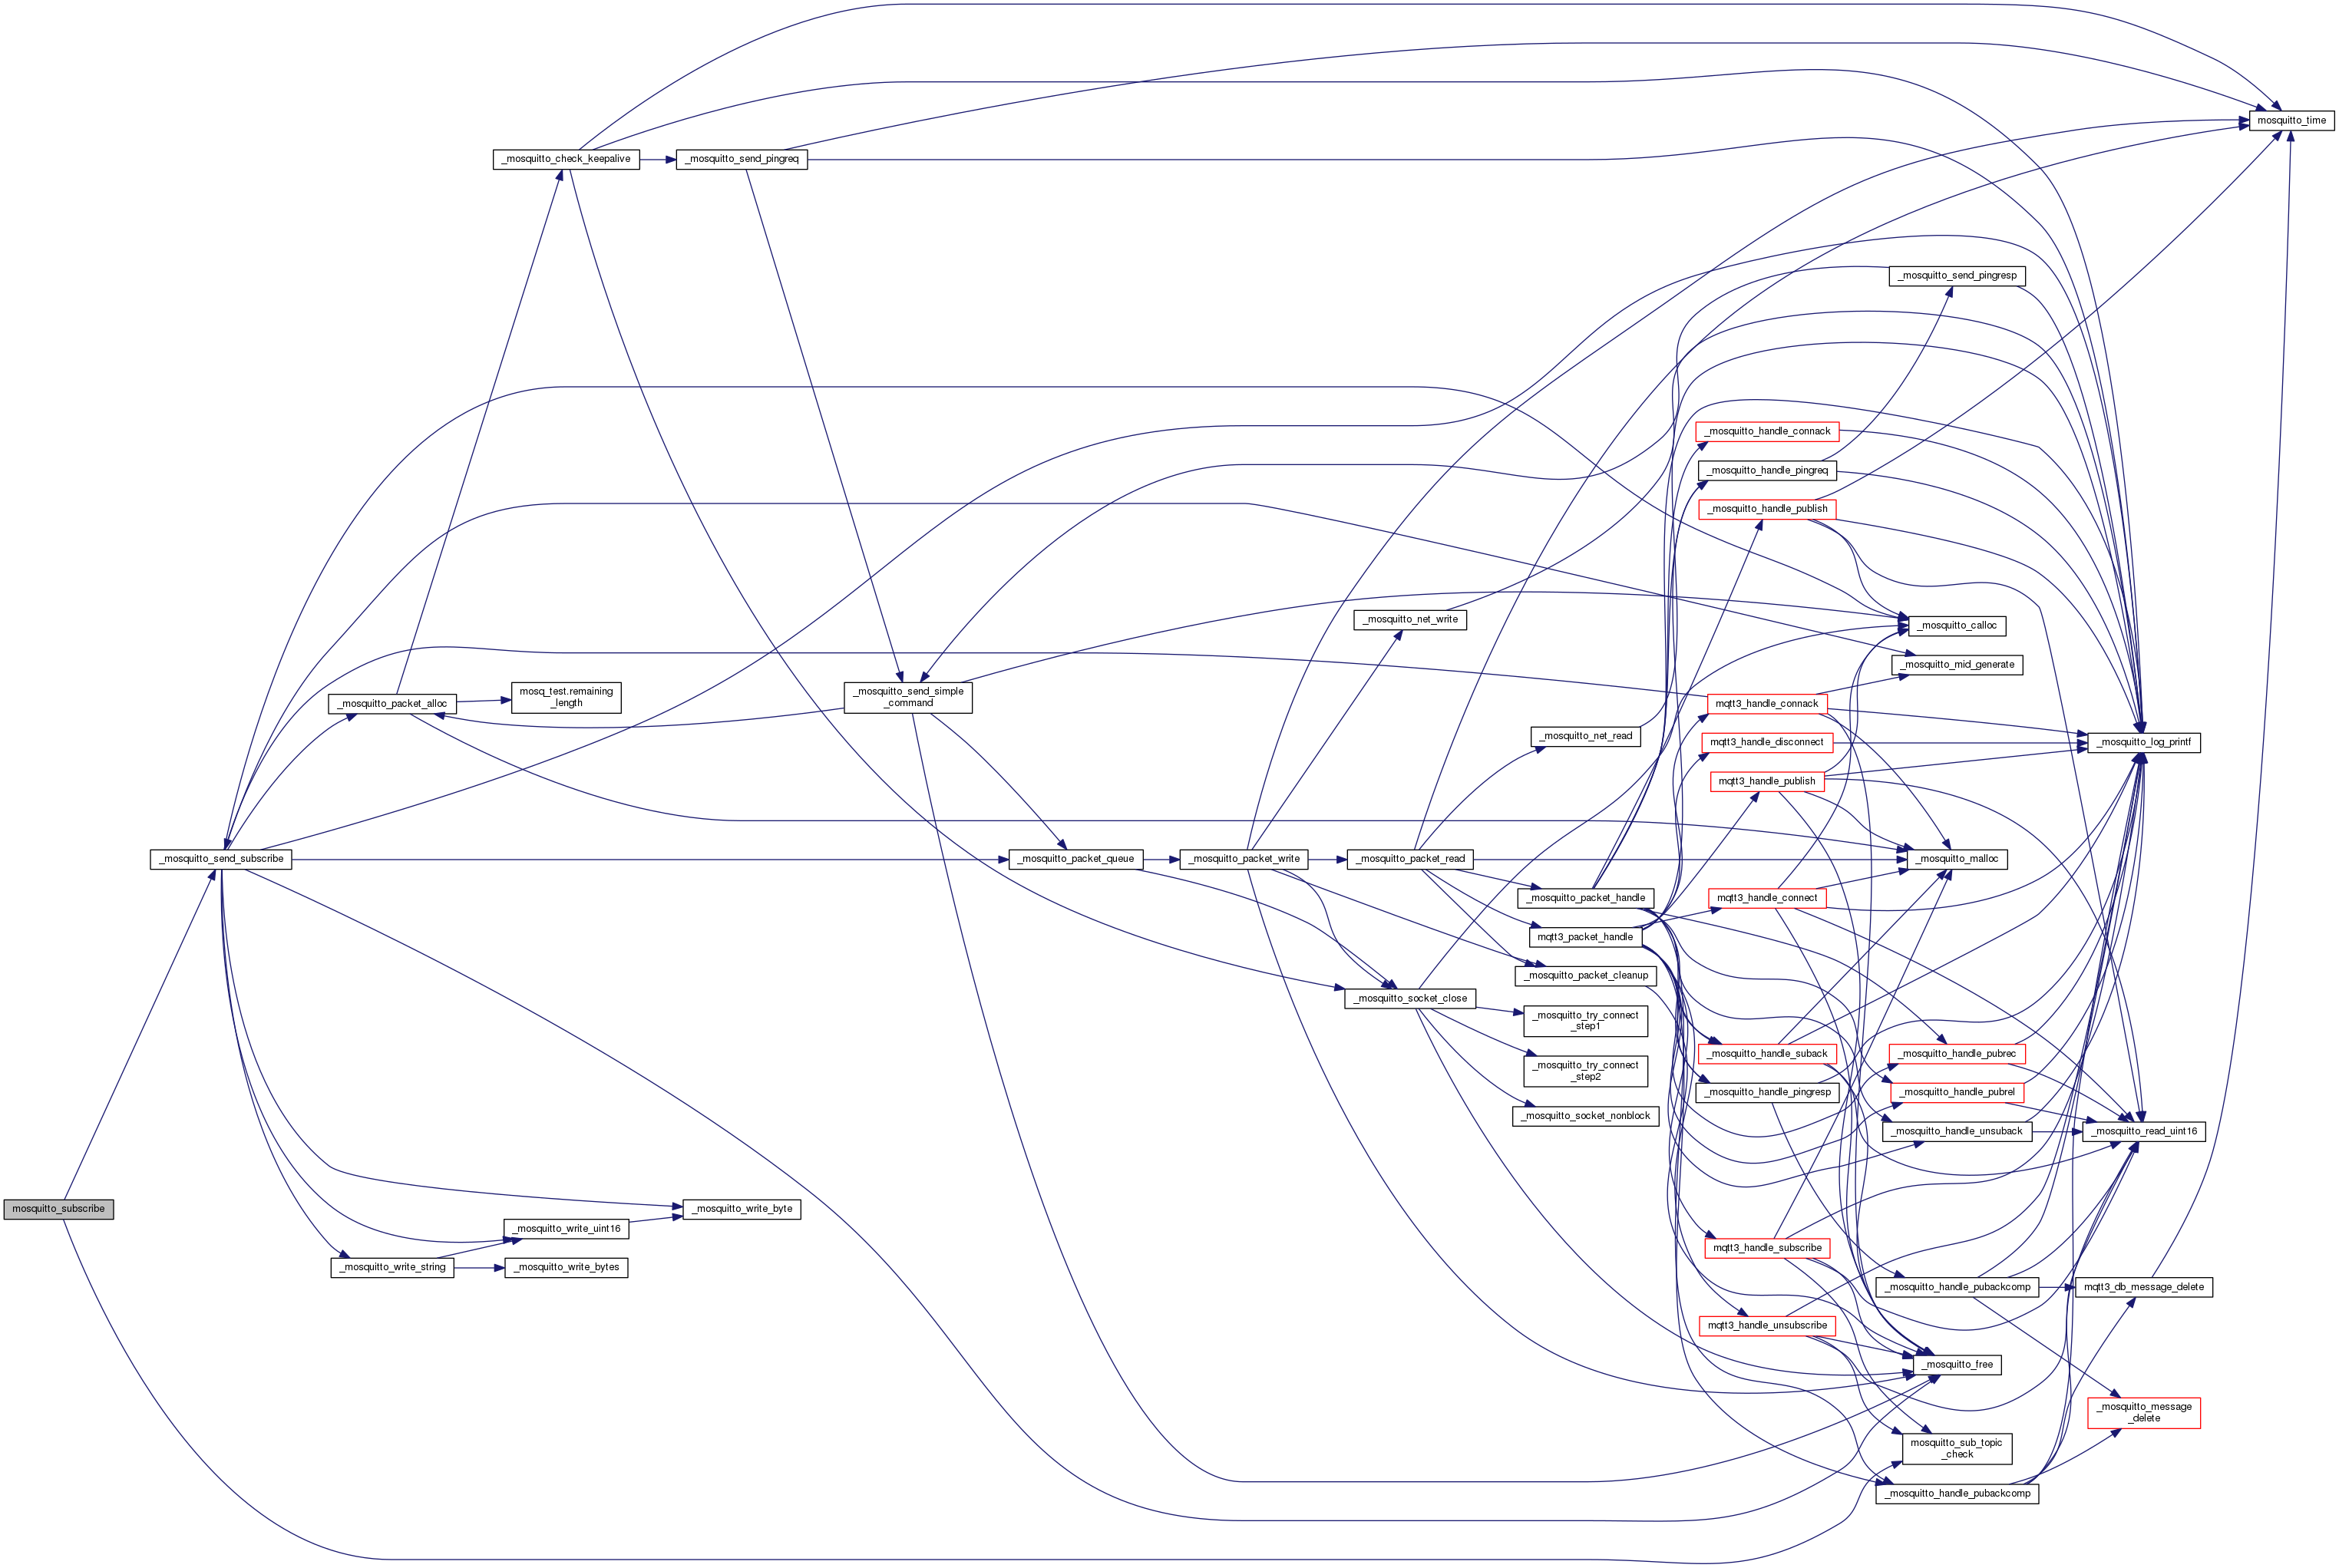 mosquitto_subscribe
_mosquitto_send_subscribe
_mosquitto_packet_alloc
_mosquitto_check_keepalive
_mosquitto_send_pingreq
mosquitto_time
_mosquitto_send_pingresp
_mosquitto_handle_connack
_mosquitto_handle_pingreq
_mosquitto_handle_publish
_mosquitto_net_write
_mosquitto_calloc
_mosquitto_mid_generate
mosq_test.remaining
_length
_mosquitto_send_simple
_command
mqtt3_handle_connack
_mosquitto_net_read
mqtt3_handle_disconnect
_mosquitto_log_printf
mqtt3_handle_publish
_mosquitto_packet_queue
_mosquitto_packet_write
_mosquitto_packet_read
_mosquitto_malloc
_mosquitto_packet_handle
mqtt3_handle_connect
mqtt3_packet_handle
_mosquitto_packet_cleanup
_mosquitto_socket_close
_mosquitto_try_connect
_step1
_mosquitto_try_connect
_step2
_mosquitto_socket_nonblock
_mosquitto_handle_suback
_mosquitto_handle_pubrec
_mosquitto_handle_pingresp
_mosquitto_handle_pubrel
_mosquitto_handle_unsuback
_mosquitto_read_uint16
_mosquitto_write_byte
_mosquitto_write_uint16
_mosquitto_write_string
_mosquitto_write_bytes
mqtt3_handle_subscribe
_mosquitto_handle_pubackcomp
mqtt3_db_message_delete
mqtt3_handle_unsubscribe
_mosquitto_free
_mosquitto_message
_delete
mosquitto_sub_topic
_check
_mosquitto_handle_pubackcomp